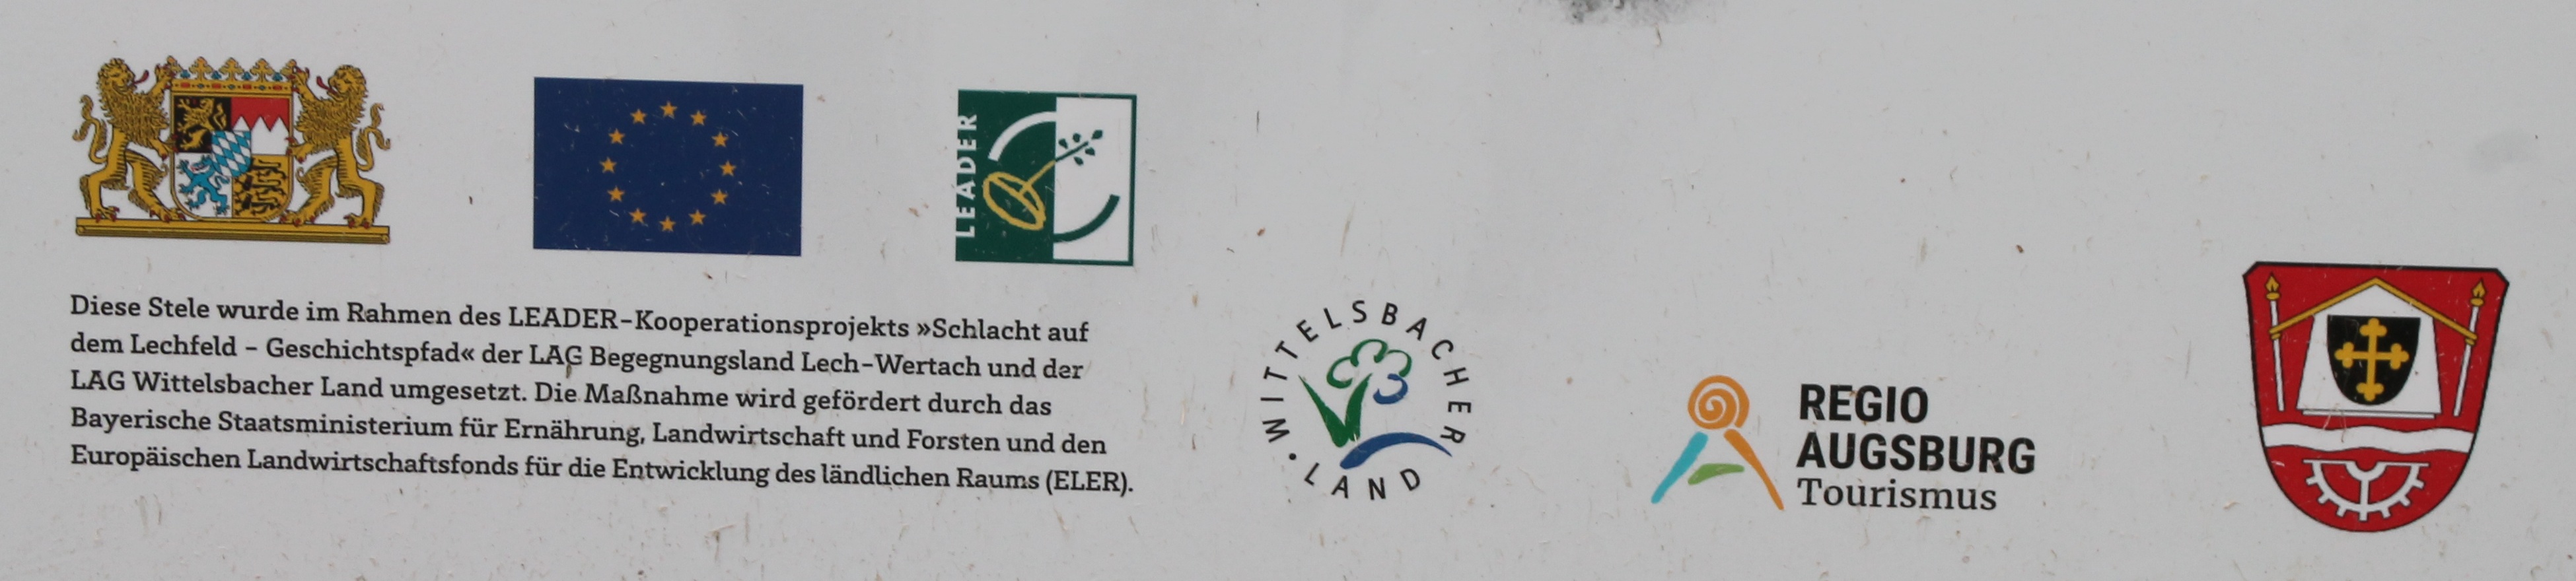 LEADER
Diese Stele wurde im Rahmen des LEADER-Kooperationsprojekts »Schlacht auf
dem Lechfeld – Geschichtspfad« der LAG Begegnungsland Lech-Wertach und der
LAG Wittelsbacher Land umgesetzt. Die Maßnahme wird gefördert durch das
Bayerische Staatsministerium für Ernährung, Landwirtschaft und Forsten und den
Europäischen Landwirtschaftsfonds für die Entwicklung des ländlichen Raums (ELER).
WITTELSBACHER
• LAND
REGIO
AUGSBURG
Tourismus